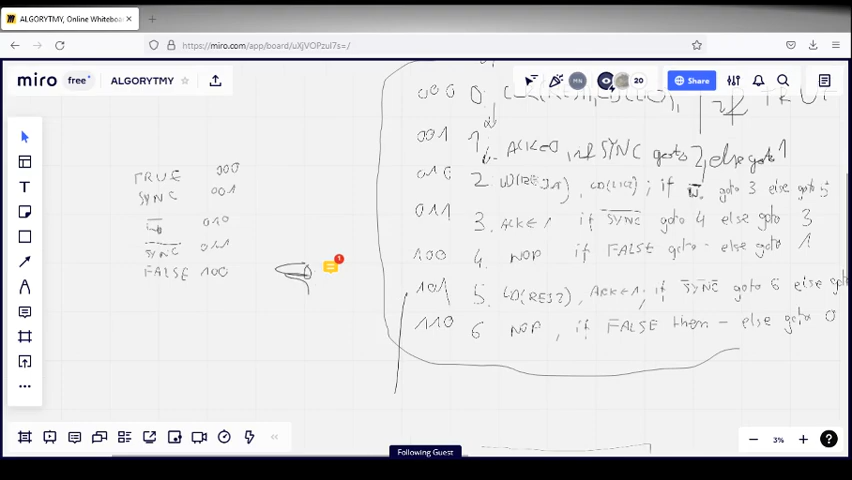 ALGORYTMY, Online Whiteboa
https://miro.com/app/board/uXjVOPzuI7s=/
miro free ALGORYTMY
MN 20 Share
TRUE 000
SYNC 001
010
SYNC 011
FALSE 100
1
000 0. TRUE
001 1. ACK←0, if SYNC goto 2, else goto 1
010 2. ; if goto 3 else goto 5
011 3. ACK←1 if SYNC goto 4 else goto 3
100 4. NOP if FALSE goto - else goto 1
101 5. ACK←1, if SYNC goto 6 else goto
110 6 NOP, if FALSE then - else goto 0
3%
Following Guest